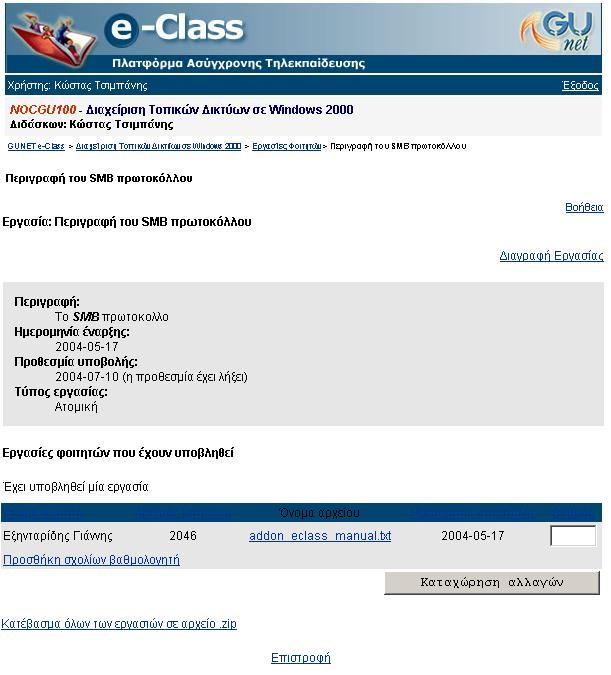 e-Class
GU
net
Πλατφόρμα Ασύγχρονης Τηλεκπαίδευσης
Χρήστης: Κώστας Τσιμπάνης Έξοδος
NOCGU100 - Διαχείριση Τοπικών Δικτύων σε Windows 2000
Διδάσκων: Κώστας Τσιμπάνης
GUNET e-Class > Διαχείριση Τοπικών Δικτύων σε Windows 2000 > Εργασίες Φοιτητών > Περιγραφή του SMB πρωτοκόλλου
Περιγραφή του SMB πρωτοκόλλου
Βοήθεια
Εργασία: Περιγραφή του SMB πρωτοκόλλου
Διαγραφή Εργασίας
Περιγραφή:
Το SMB πρωτοκολλο
Ημερομηνία έναρξης:
2004-05-17
Προθεσμία υποβολής:
2004-07-10 (η προθεσμία έχει λήξει)
Τύπος εργασίας:
Ατομική
Εργασίες φοιτητών που έχουν υποβληθεί
Έχει υποβληθεί μία εργασία
Όνομα αρχείου
Εξηνταρίδης Γιάννης 2046 addon_eclass_manual.txt 2004-05-17
Προσθήκη σχολίων βαθμολογητή
Καταχώρηση αλλαγών
Κατέβασμα όλων των εργασιών σε αρχείο .zip
Επιστροφή